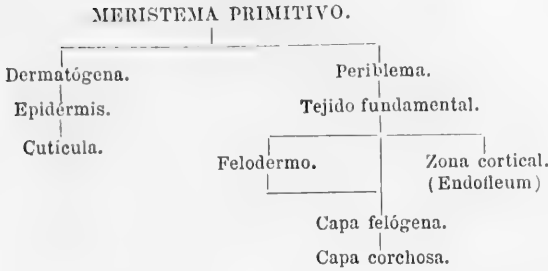 MERISTEMA PRIMITIVO.
Dermatógena. Periblema.
Epidérmis. Tejido fundamental.
Cutícula.
Felodermo. Zona cortical.
(Endofleum)
Capa felógena.
Capa corchosa.